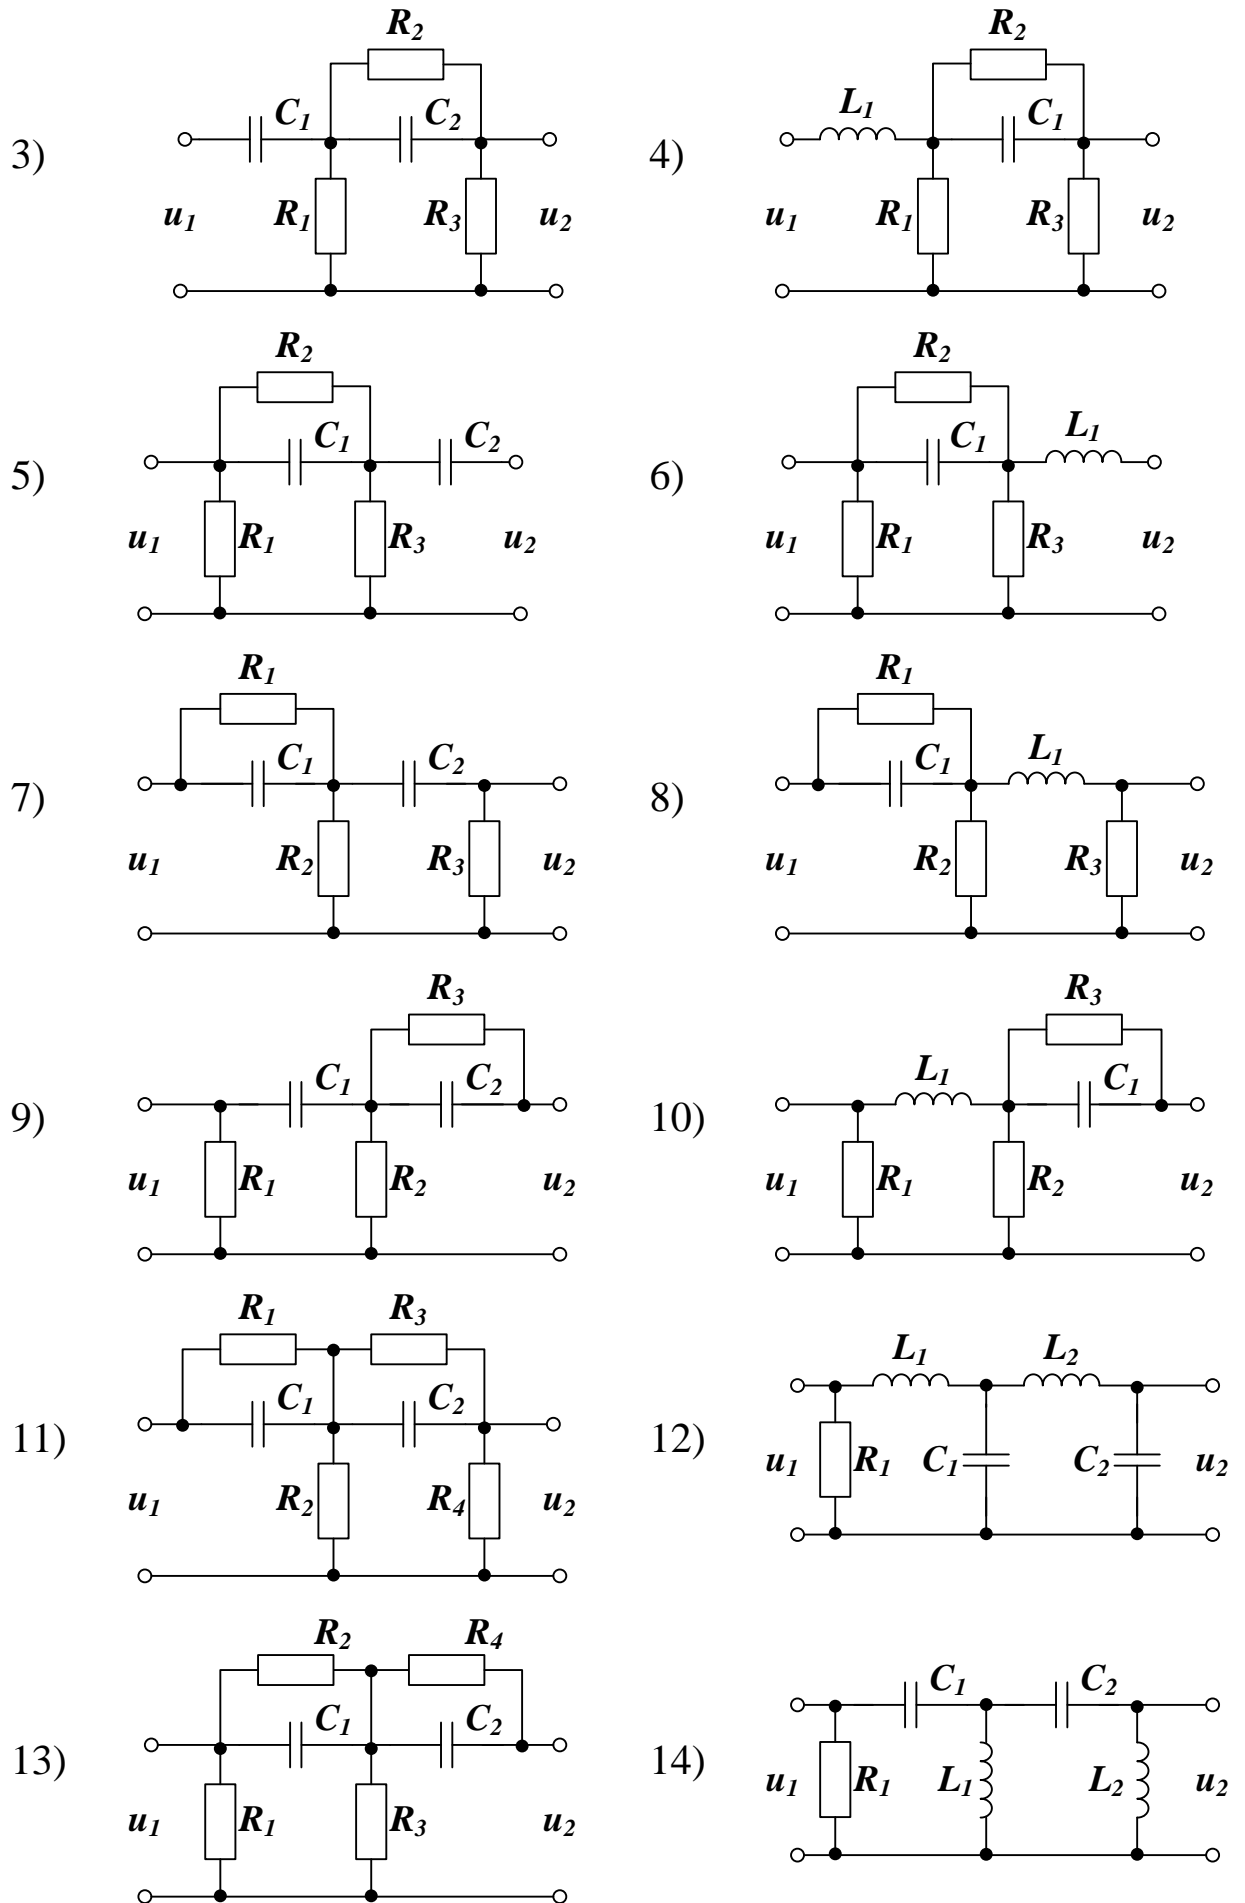 R2 R2
3) C1 C2 4) L1 C1
u1 R1 R3 u2 u1 R1 R3 u2
R2 R2
5) C1 C2 6) C1 L1
u1 R1 R3 u2 u1 R1 R3 u2
R1 R1
7) C1 C2 8) C1 L1
u1 R2 R3 u2 u1 R2 R3 u2
R3 R3
9) C1 C2 10) L1 C1
u1 R1 R2 u2 u1 R1 R2 u2
R1 R3 L1 L2
11) C1 C2 12)
u1 R2 R4 u2 u1 R1 C1 C2 u2
R2 R4 C1 C2
13) C1 C2 14)
u1 R1 R3 u2 u1 R1 L1 L2 u2